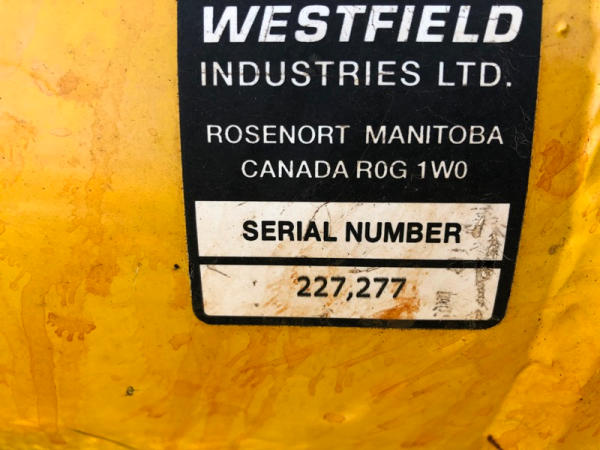 WESTFIELD
INDUSTRIES LTD.
ROSENORT MANITOBA
CANADA R0G 1W0
SERIAL NUMBER
227,277